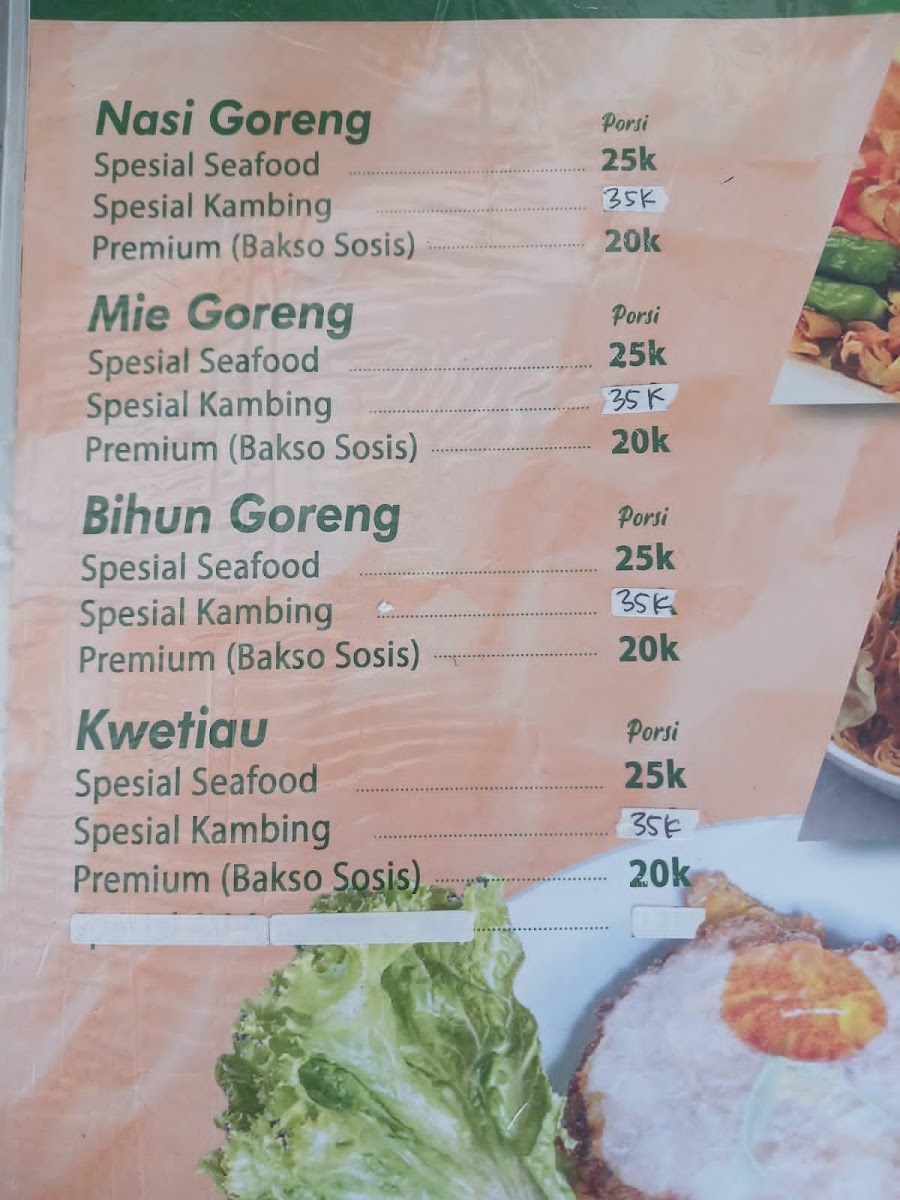 Nasi Goreng Porsi
Spesial Seafood 25k
Spesial Kambing 35K
Premium (Bakso Sosis) 20k
Mie Goreng Porsi
Spesial Seafood 25k
Spesial Kambing 35K
Premium (Bakso Sosis) 20k
Bihun Goreng Porsi
Spesial Seafood 25k
Spesial Kambing 35K
Premium (Bakso Sosis) 20k
Kwetiau Porsi
Spesial Seafood 25k
Spesial Kambing 35K
Premium (Bakso Sosis) 20k